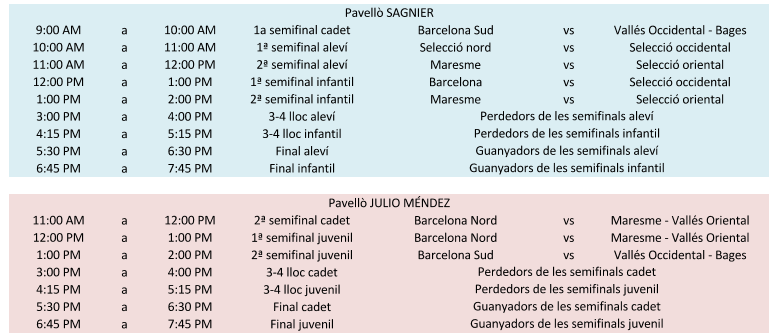 Pavellò SAGNIER
9:00 AM a 10:00 AM 1a semifinal cadet Barcelona Sud vs Vallés Occidental - Bages
10:00 AM a 11:00 AM 1ª semifinal aleví Selecció nord vs Selecció occidental
11:00 AM a 12:00 PM 2ª semifinal aleví Maresme vs Selecció oriental
12:00 PM a 1:00 PM 1ª semifinal infantil Barcelona vs Selecció occidental
1:00 PM a 2:00 PM 2ª semifinal infantil Maresme vs Selecció oriental
3:00 PM a 4:00 PM 3-4 lloc aleví Perdedors de les semifinals aleví
4:15 PM a 5:15 PM 3-4 lloc infantil Perdedors de les semifinals infantil
5:30 PM a 6:30 PM Final aleví Guanyadors de les semifinals aleví
6:45 PM a 7:45 PM Final infantil Guanyadors de les semifinals infantil
Pavellò JULIO MÉNDEZ
11:00 AM a 12:00 PM 2ª semifinal cadet Barcelona Nord vs Maresme - Vallés Oriental
12:00 PM a 1:00 PM 1ª semifinal juvenil Barcelona Nord vs Maresme - Vallés Oriental
1:00 PM a 2:00 PM 2ª semifinal juvenil Barcelona Sud vs Vallés Occidental - Bages
3:00 PM a 4:00 PM 3-4 lloc cadet Perdedors de les semifinals cadet
4:15 PM a 5:15 PM 3-4 lloc juvenil Perdedors de les semifinals juvenil
5:30 PM a 6:30 PM Final cadet Guanyadors de les semifinals cadet
6:45 PM a 7:45 PM Final juvenil Guanyadors de les semifinals juvenil